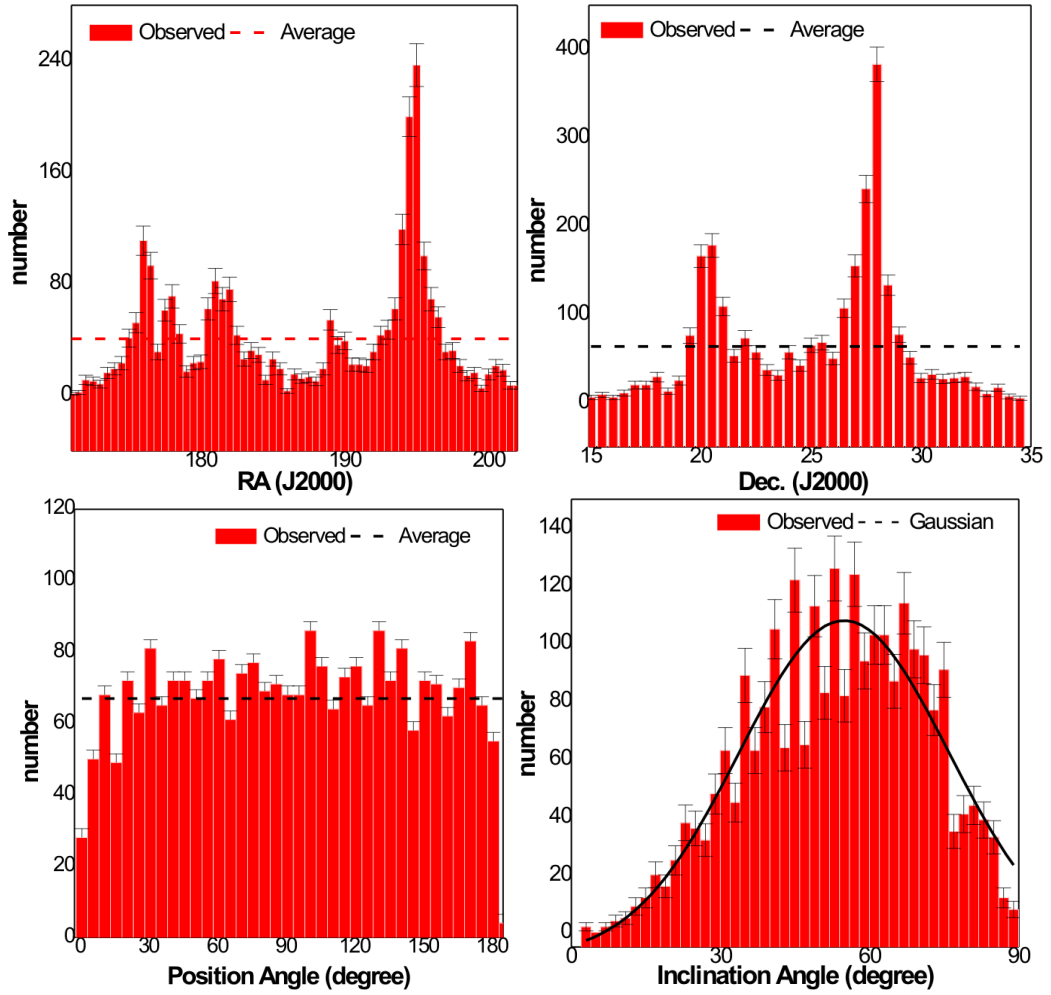 Observed Average
240
160
80
0
number
180 190 200
RA (J2000)
Observed Average
400
300
200
100
0
number
15 20 25 30 35
Dec. (J2000)
120
Observed Average
100
80
60
40
20
0
number
0 30 60 90 120 150 180
Position Angle (degree)
Observed Gaussian
140
120
100
80
60
40
20
0
number
0 30 60 90
Inclination Angle (degree)